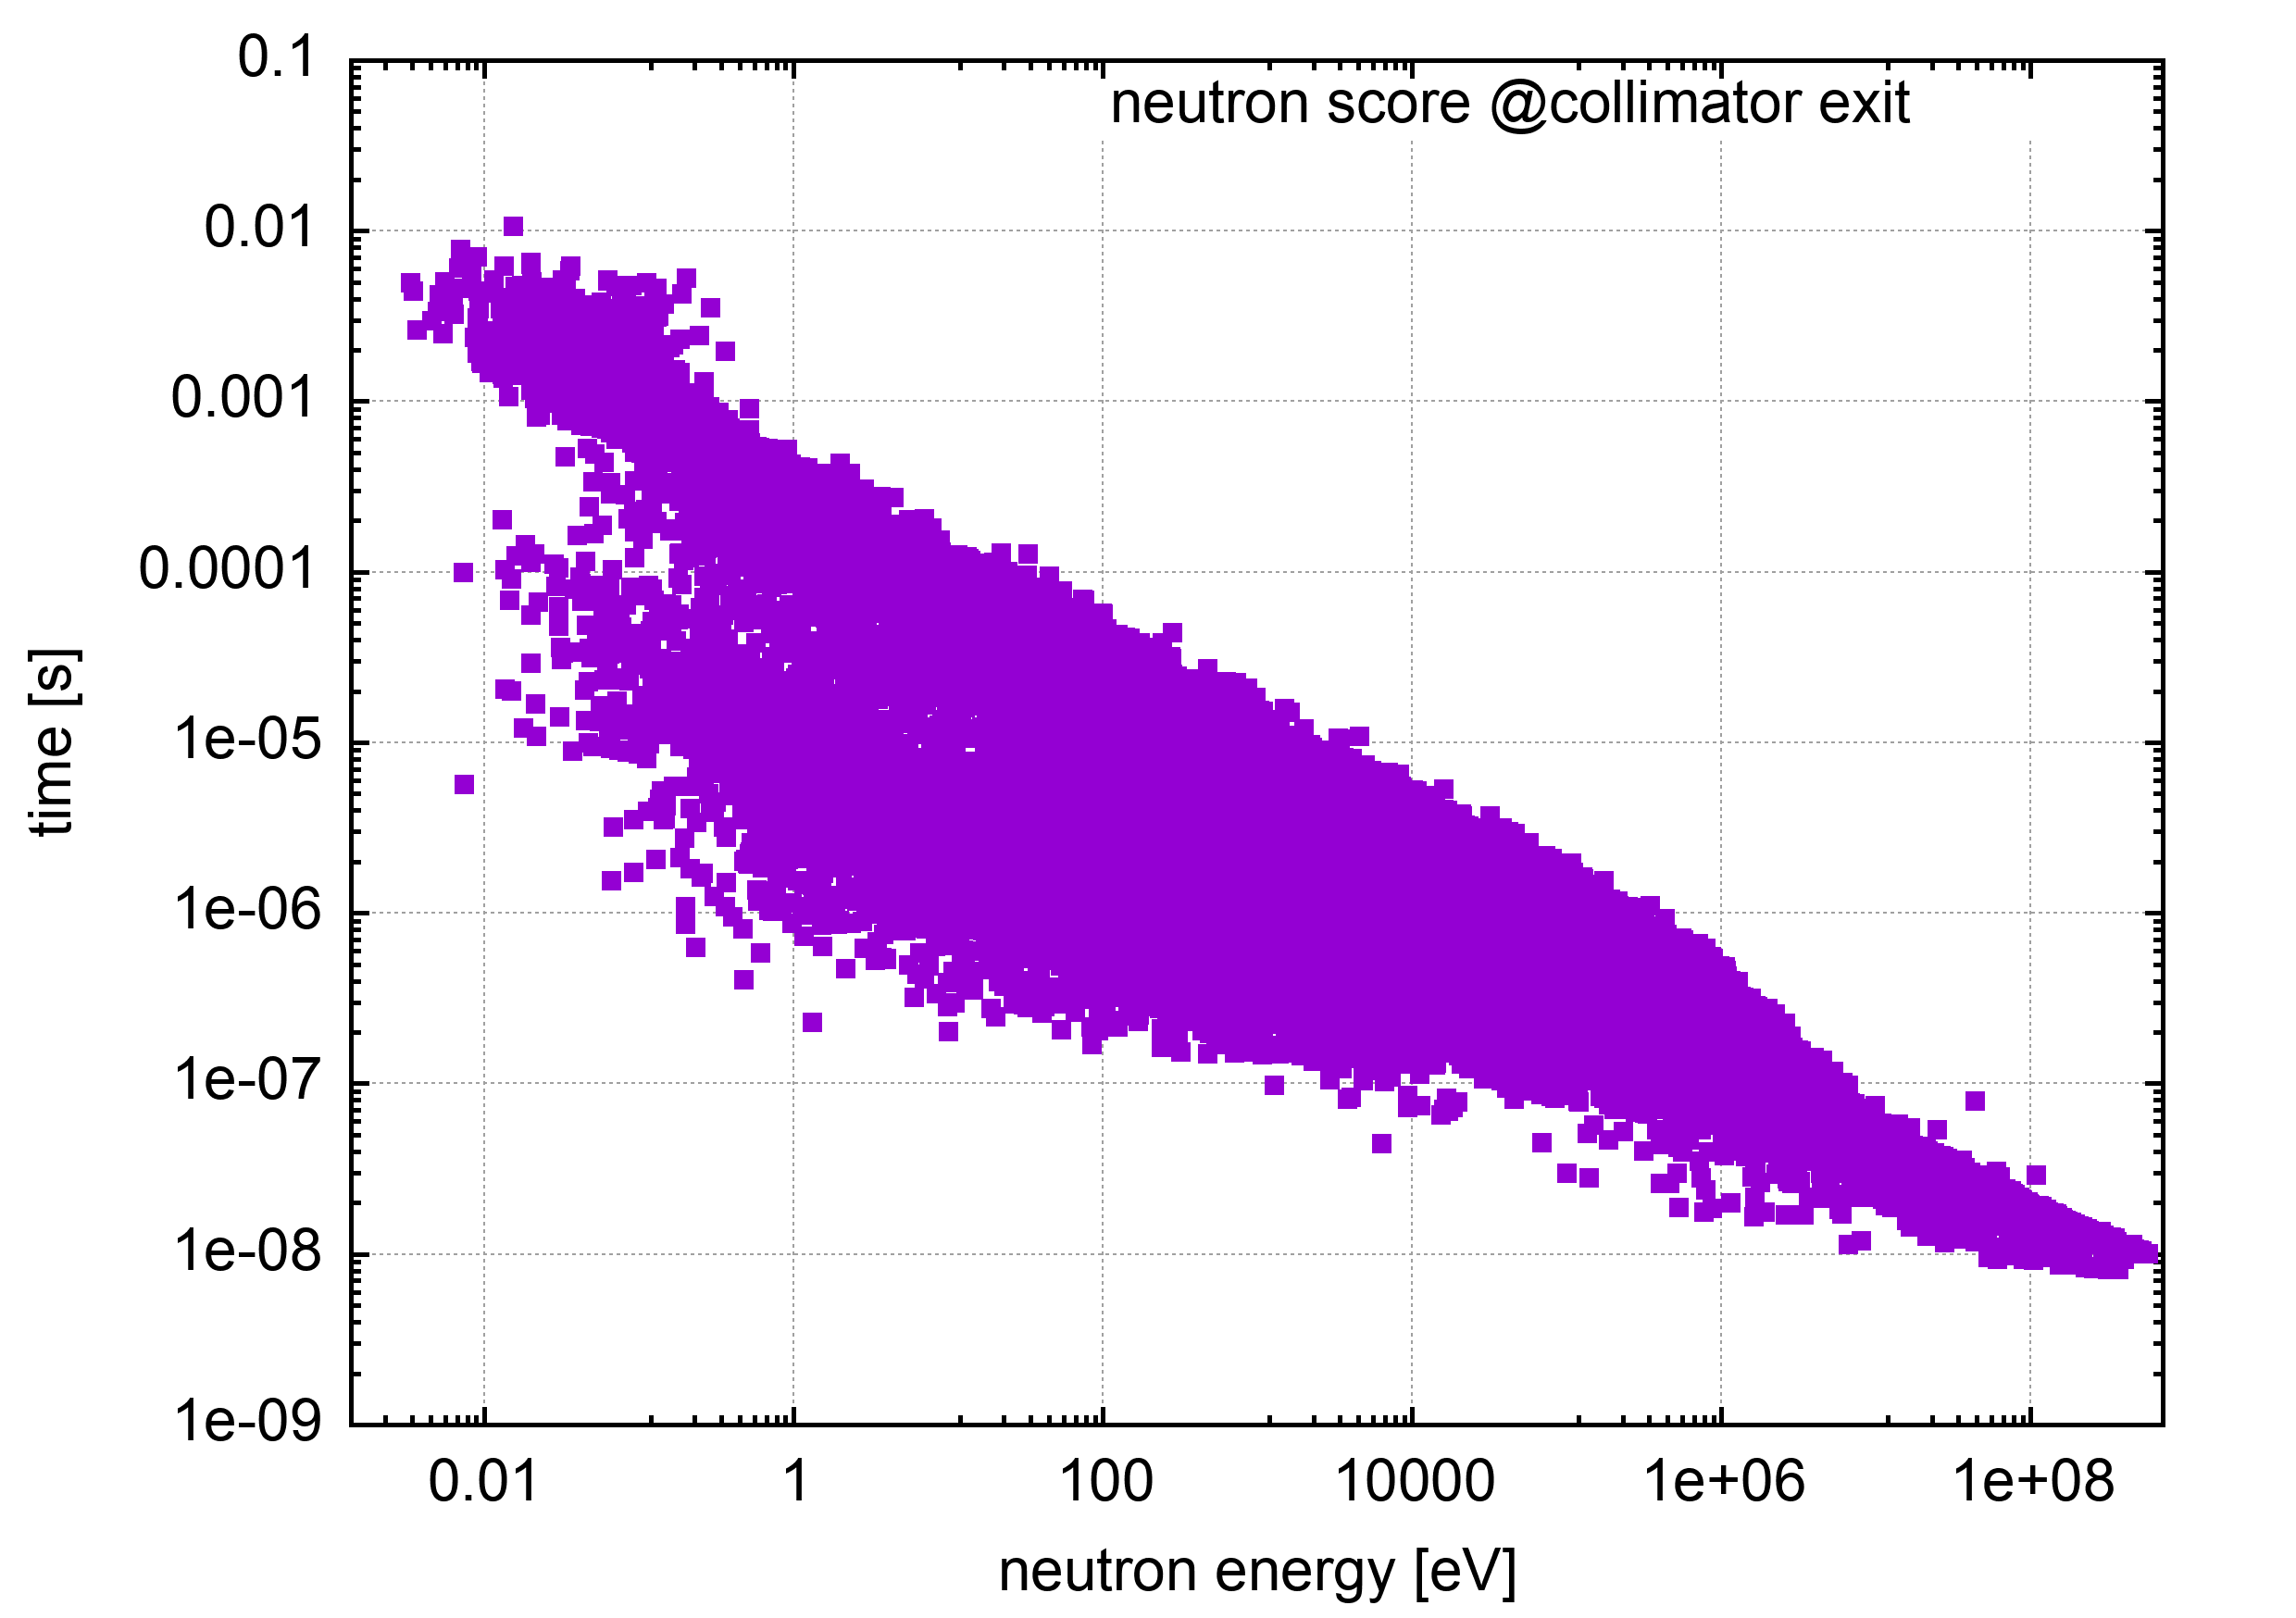 neutron score @collimator exit
0.1
0.01
0.001
0.0001
1e-05
1e-06
1e-07
1e-08
1e-09
time [s]
0.01 1 100 10000 1e+06 1e+08
neutron energy [eV]